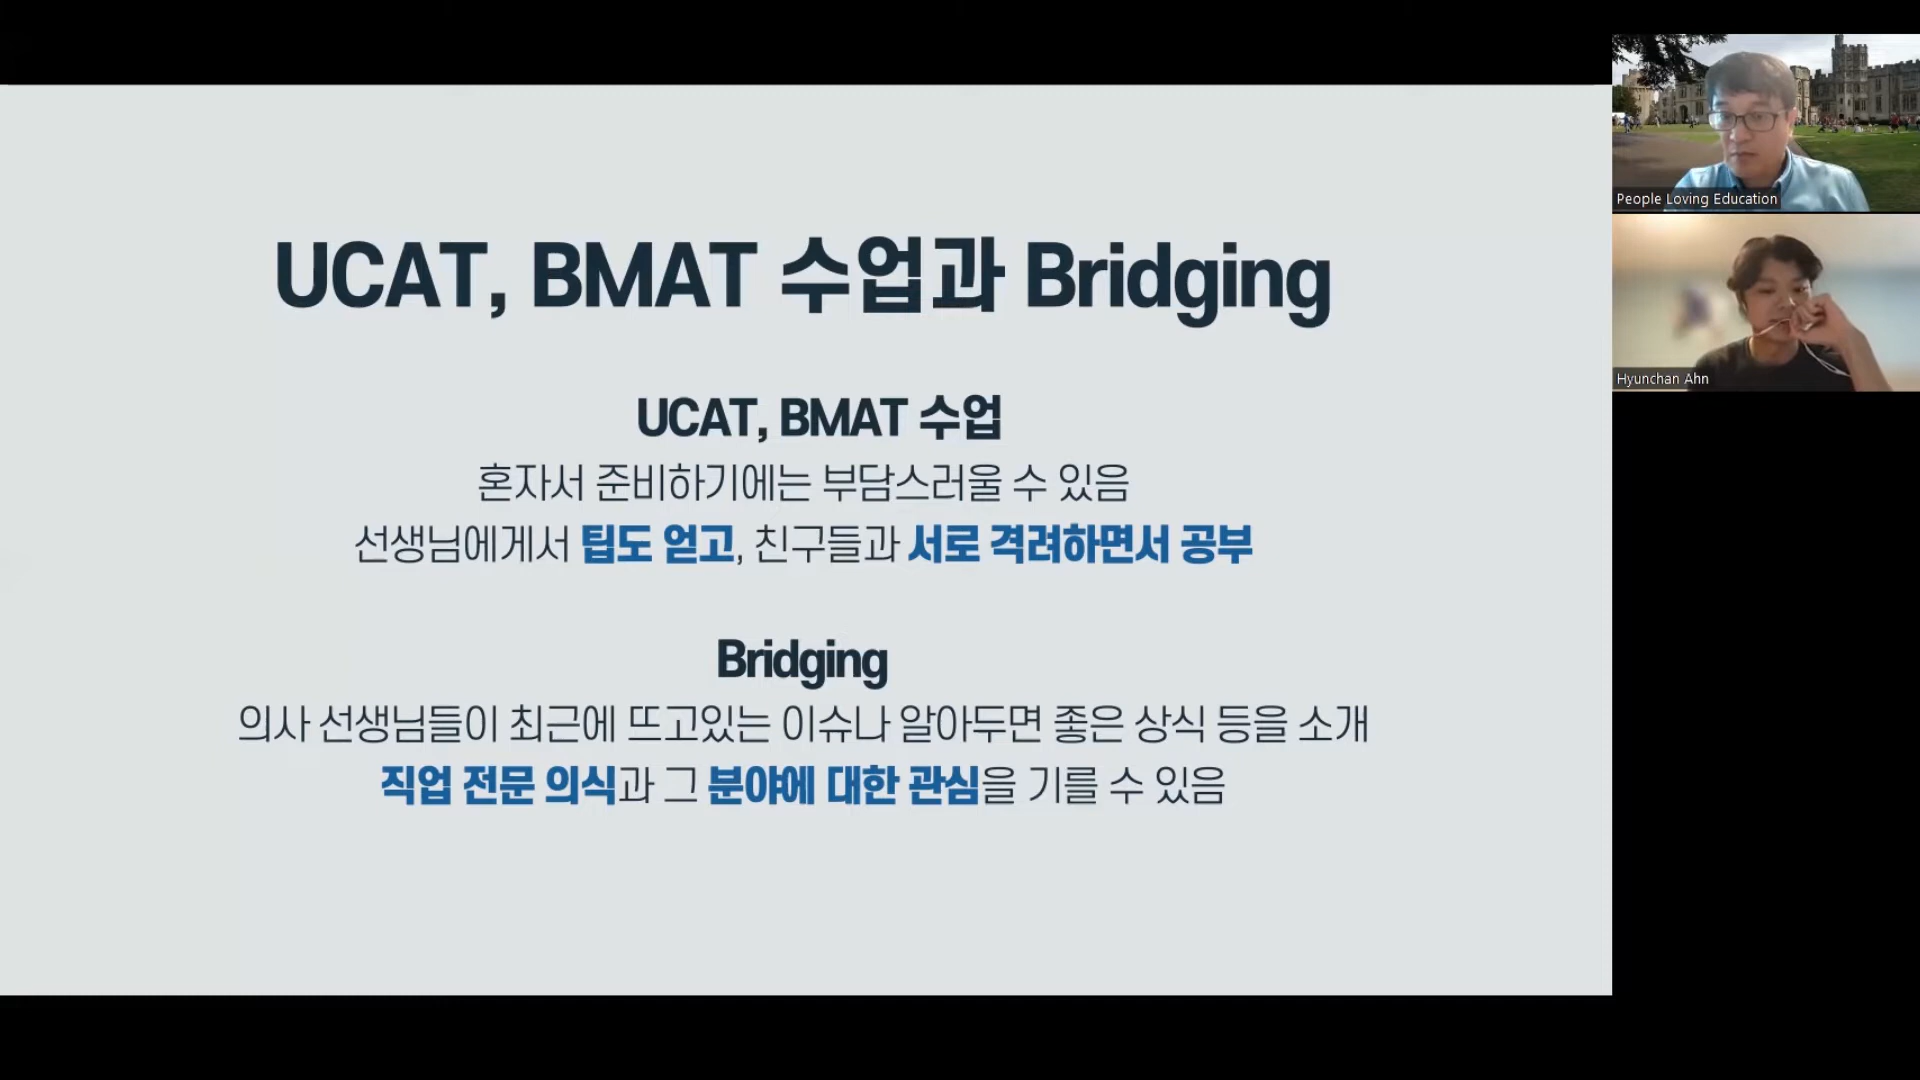 UCAT, BMAT 수업과 Bridging
UCAT, BMAT 수업
혼자서 준비하기에는 부담스러울 수 있음
선생님에게서 팁도 얻고, 친구들과 서로 격려하면서 공부
Bridging
의사 선생님들이 최근에 뜨고있는 이슈나 알아두면 좋은 상식 등을 소개
직업 전문 의식과 그 분야에 대한 관심을 기를 수 있음
People Loving Education
Hyunchan Ahn